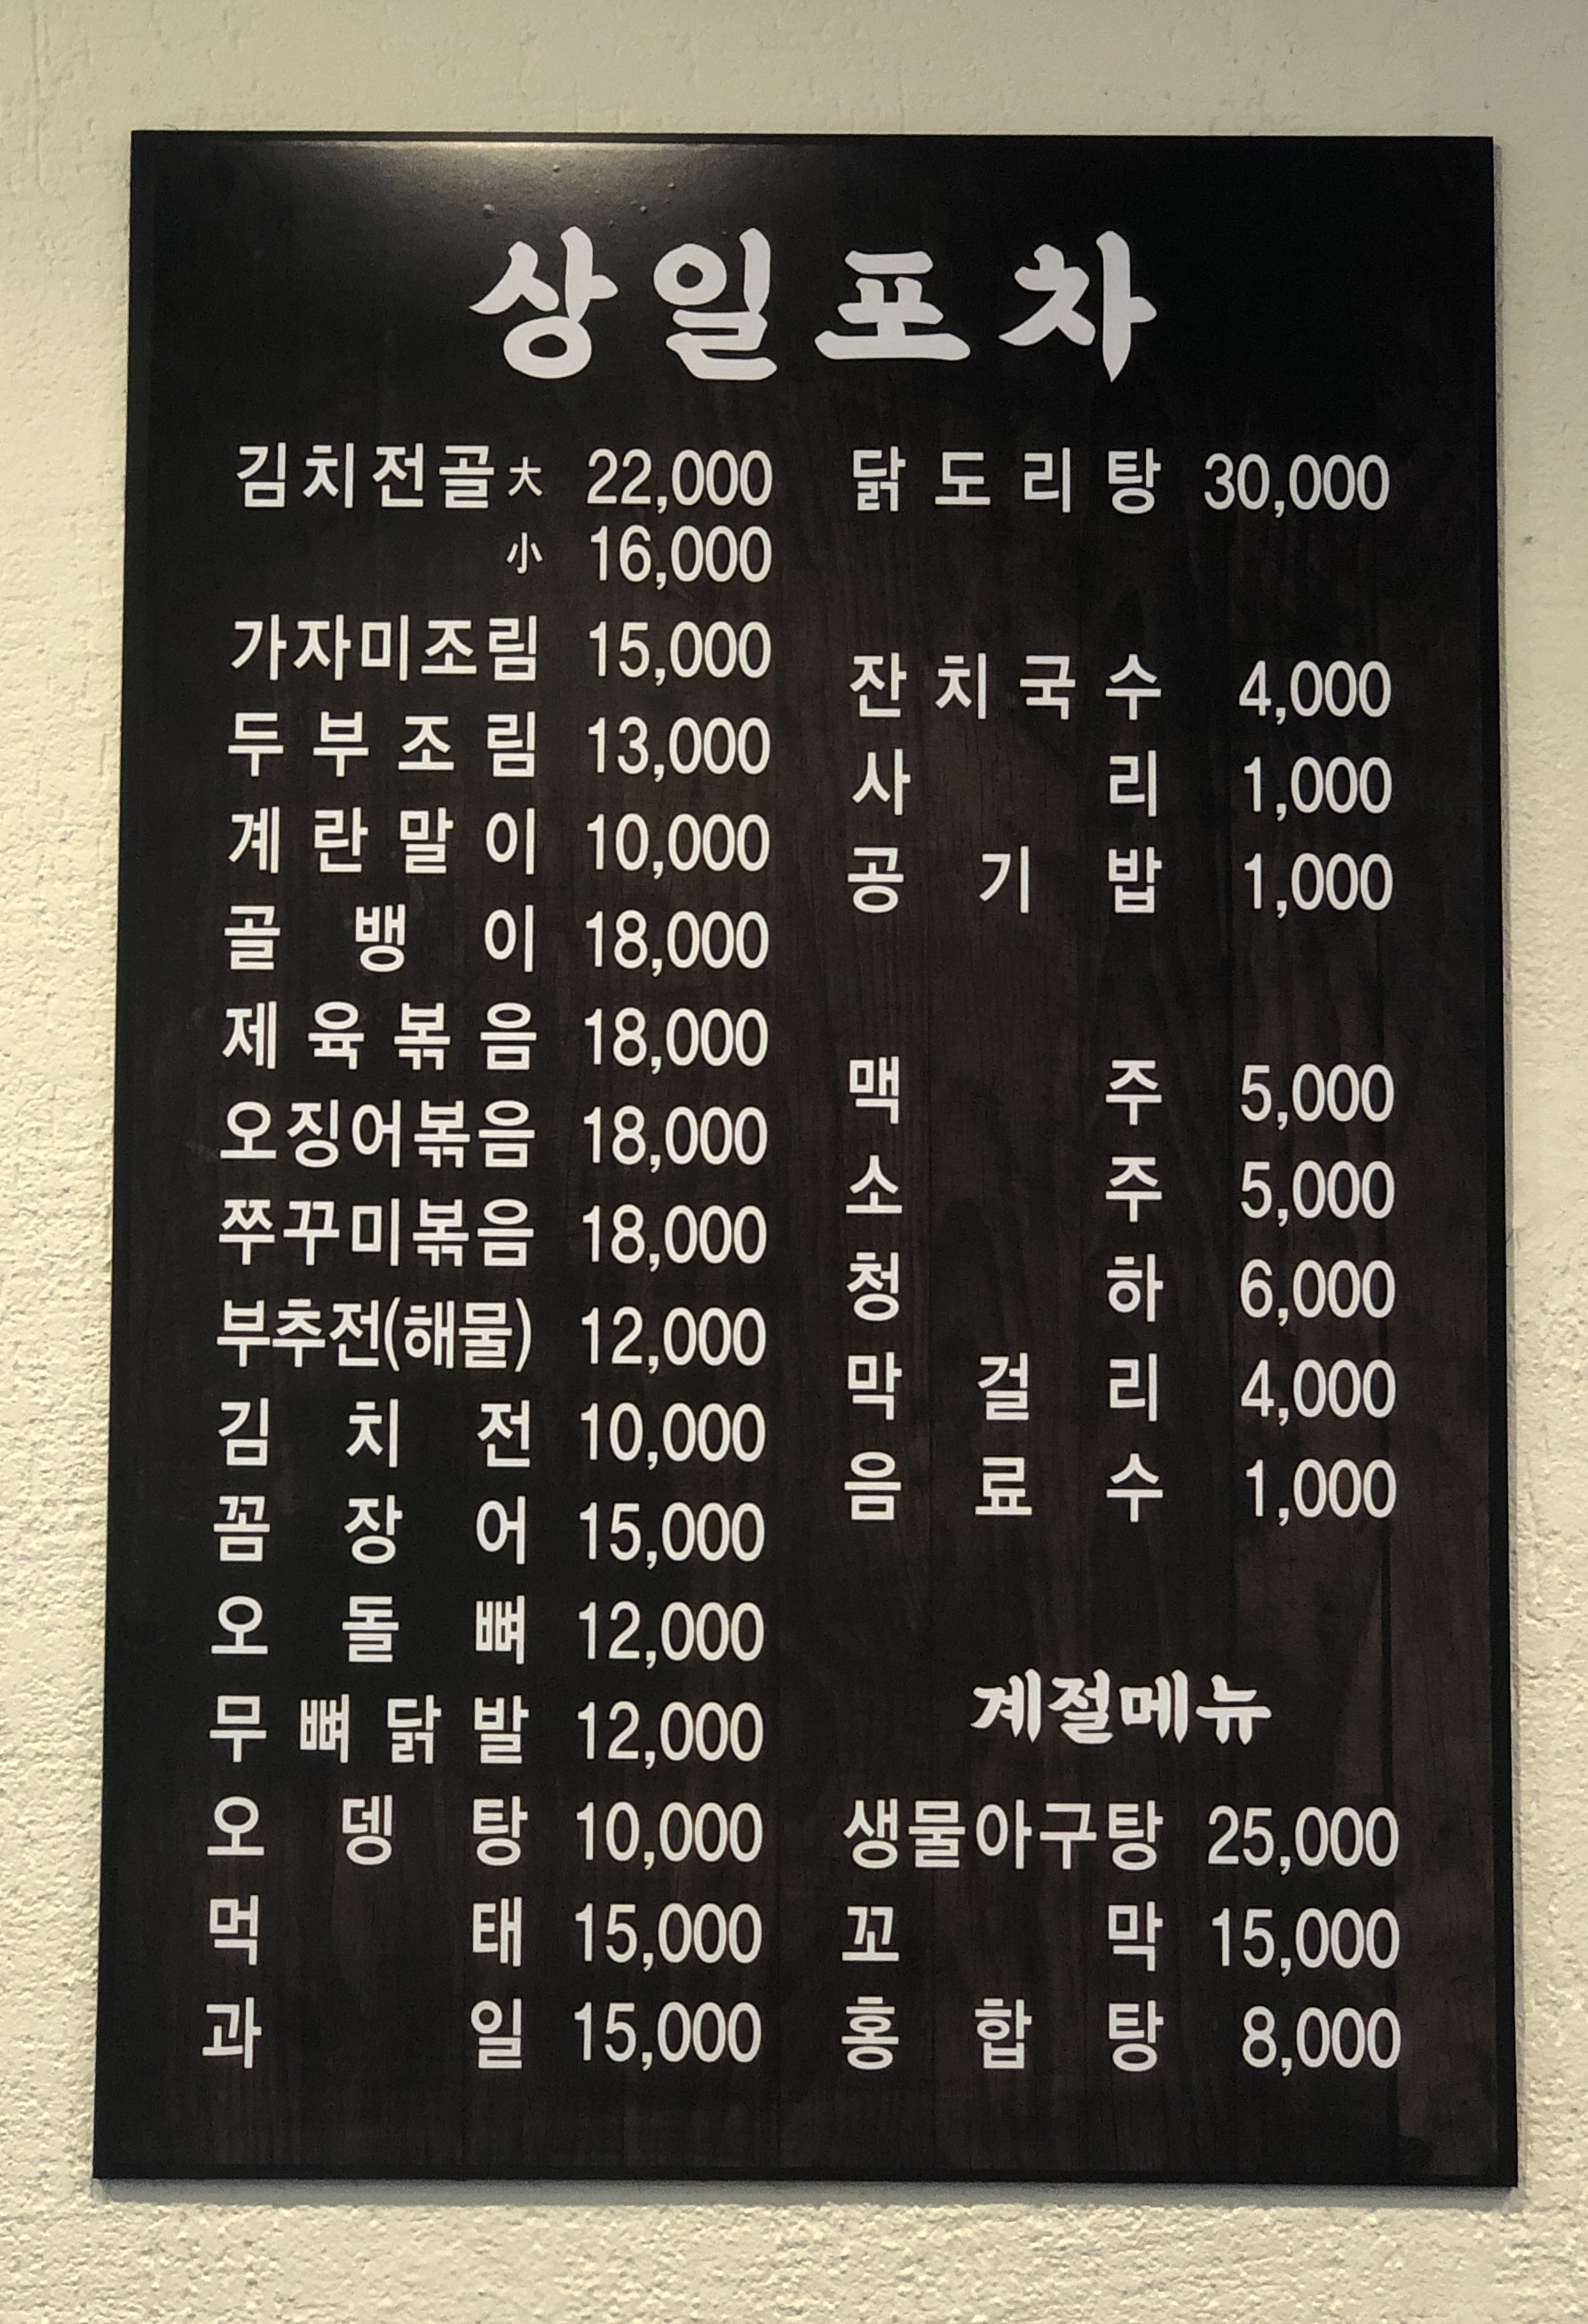 상일포차
김치전골大 22,000
小 16,000
가자미조림 15,000
두부조림 13,000
계란말이 10,000
골뱅이 18,000
제육볶음 18,000
오징어볶음 18,000
쭈꾸미볶음 18,000
부추전(해물) 12,000
김치전 10,000
꼼장어 15,000
오돌뼈 12,000
무뼈닭발 12,000
오뎅탕 10,000
먹태 15,000
과일 15,000
닭도리탕 30,000
잔치국수 4,000
사리 1,000
공기밥 1,000
맥주 5,000
소주 5,000
청하 6,000
막걸리 4,000
음료수 1,000
계절메뉴
생물아구탕 25,000
꼬막 15,000
홍합탕 8,000